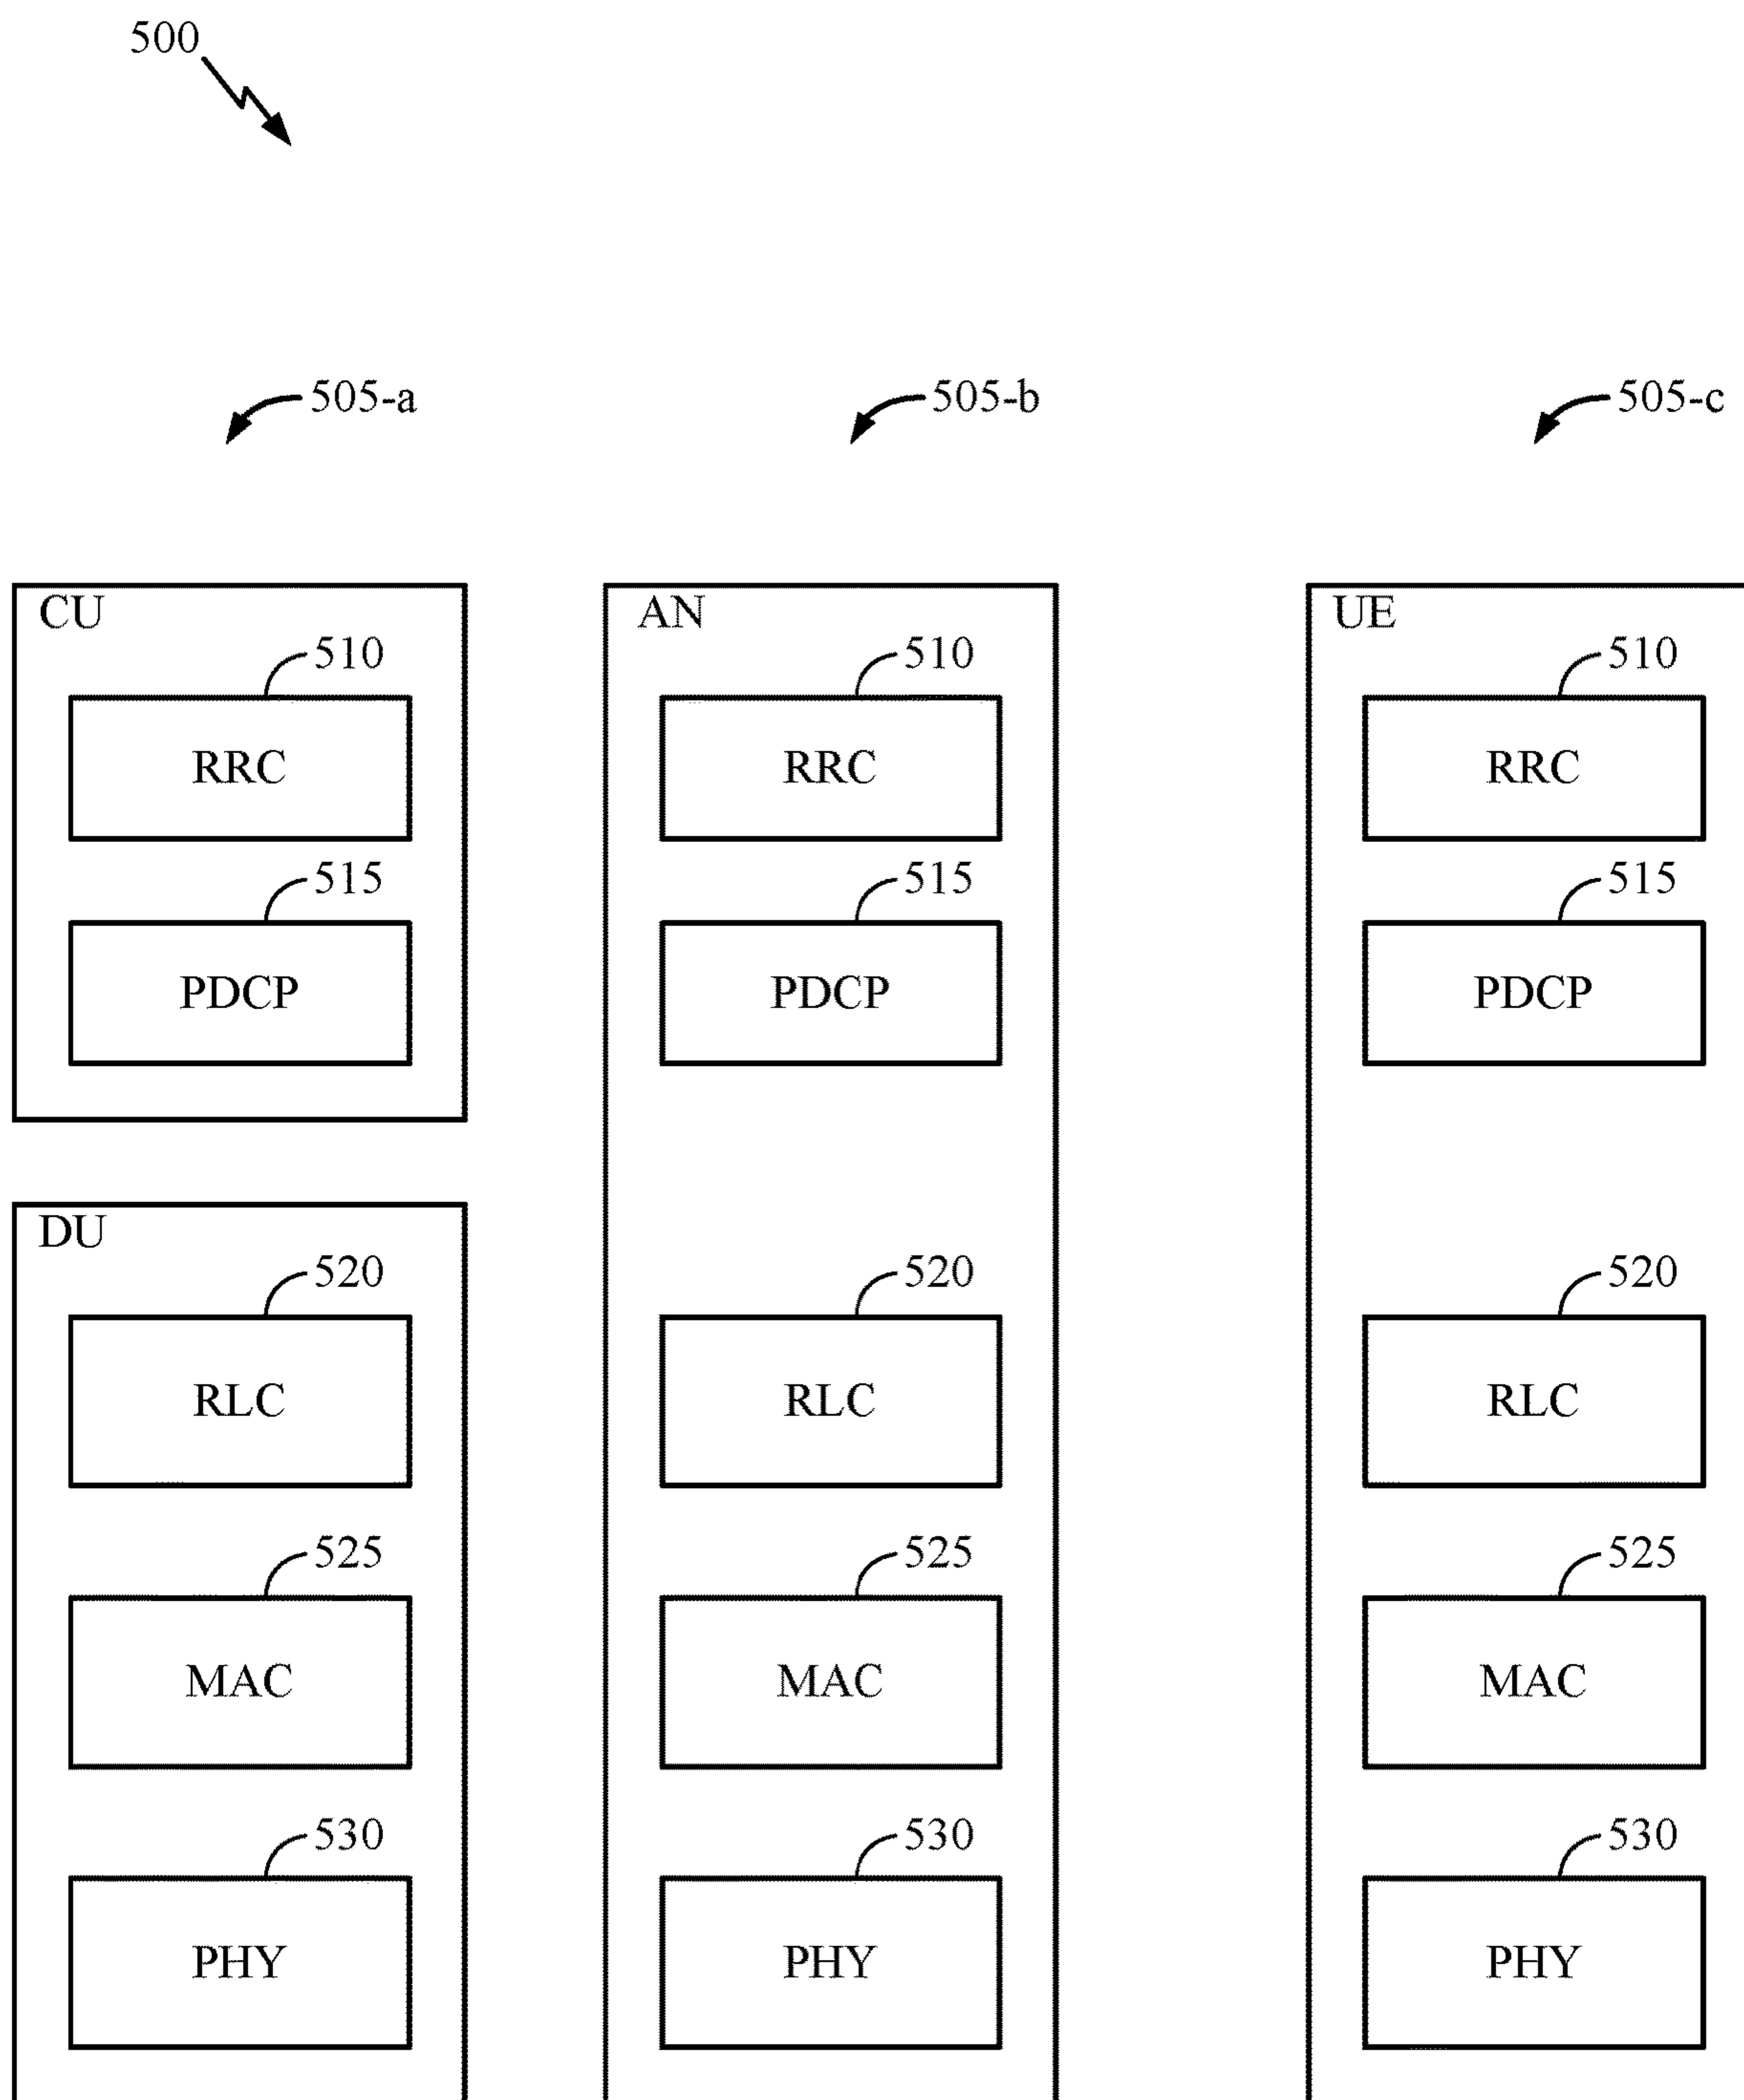 500
505-a 505-b 505-c
CU AN UE
510 510 510
RRC RRC RRC
515 515 515
PDCP PDCP PDCP
DU
520 520 520
RLC RLC RLC
525 525 525
MAC MAC MAC
530 530 530
PHY PHY PHY